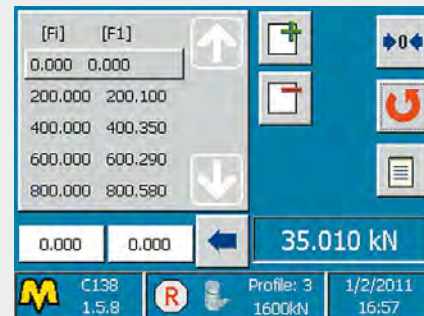 [Fi] [F1]
0.000 0.000
200.000 200.100
400.000 400.350
600.000 600.290
800.000 800.580
0.000 0.000
35.010 kN
0
C138
1.5.8
R
Profile: 3
1600kN
1/2/2011
16:57